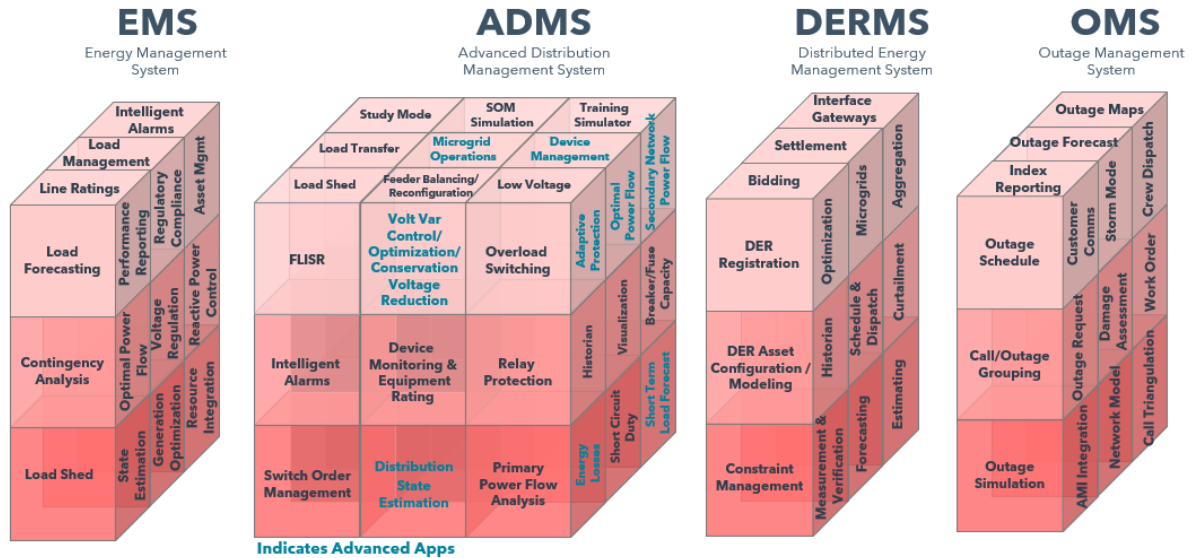 EMS
Energy Management
System
Intelligent
Alarms
Load
Management
Line Ratings
Load
Forecasting
Contingency
Analysis
Load Shed
Performance
Reporting
Regulatory
Compliance
Asset Mgmt
Optimal Power
Flow
Voltage
Regulation
Reactive Power
Control
State
Estimation
Generation
Optimization
Resource
Integration
ADMS
Advanced Distribution
Management System
Study Mode
SOM
Simulation
Training
Simulator
Load Transfer
Microgrid
Operations
Device
Management
Load Shed
Feeder Balancing/
Reconfiguration
Low Voltage
FLISR
Volt Var
Control/
Optimization/
Conservation
Voltage
Reduction
Overload
Switching
Intelligent
Alarms
Device
Monitoring &
Equipment
Rating
Relay
Protection
Switch Order
Management
Distribution
State
Estimation
Primary
Power Flow
Analysis
Adaptive
Protection
Optimal
Power Flow
Secondary Network
Power Flow
Historian
Visualization
Breaker/Fuse
Capacity
Energy
Losses
Short Circuit
Duty
Short Term
Load Forecast
Indicates Advanced Apps
DERMS
Distributed Energy
Management System
Interface
Gateways
Settlement
Bidding
DER
Registration
DER Asset
Configuration /
Modeling
Constraint
Management
Optimization
Microgrids
Aggregation
Historian
Schedule &
Dispatch
Curtailment
Measurement &
Verification
Forecasting
Estimating
OMS
Outage Management
System
Outage Maps
Outage Forecast
Index
Reporting
Outage
Schedule
Call/Outage
Grouping
Outage
Simulation
Customer
Comms
Storm Mode
Crew Dispatch
Outage Request
Damage
Assessment
Work Order
AMI Integration
Network Model
Call Triangulation